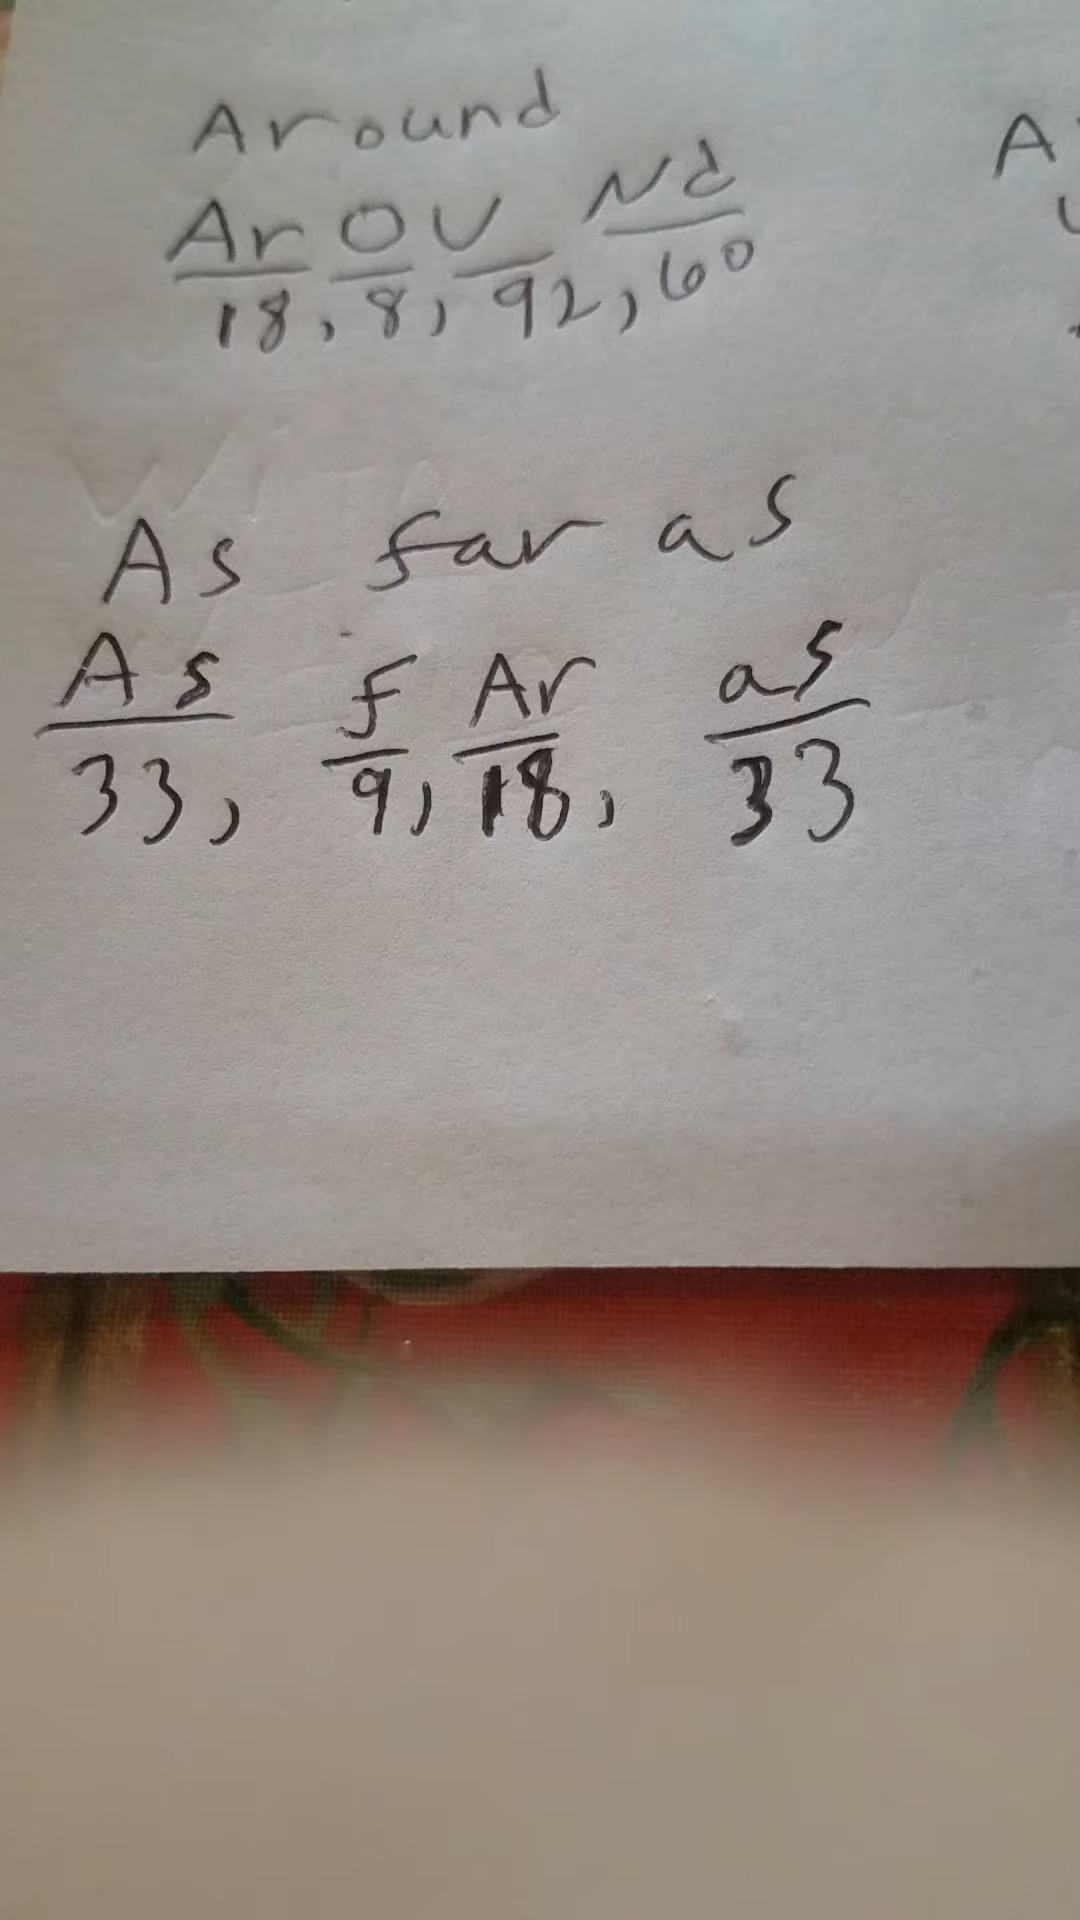 Around
Ar O U Nd
18, 8, 92, 60
As far as
As f Ar as
33, 9, 18, 33
A